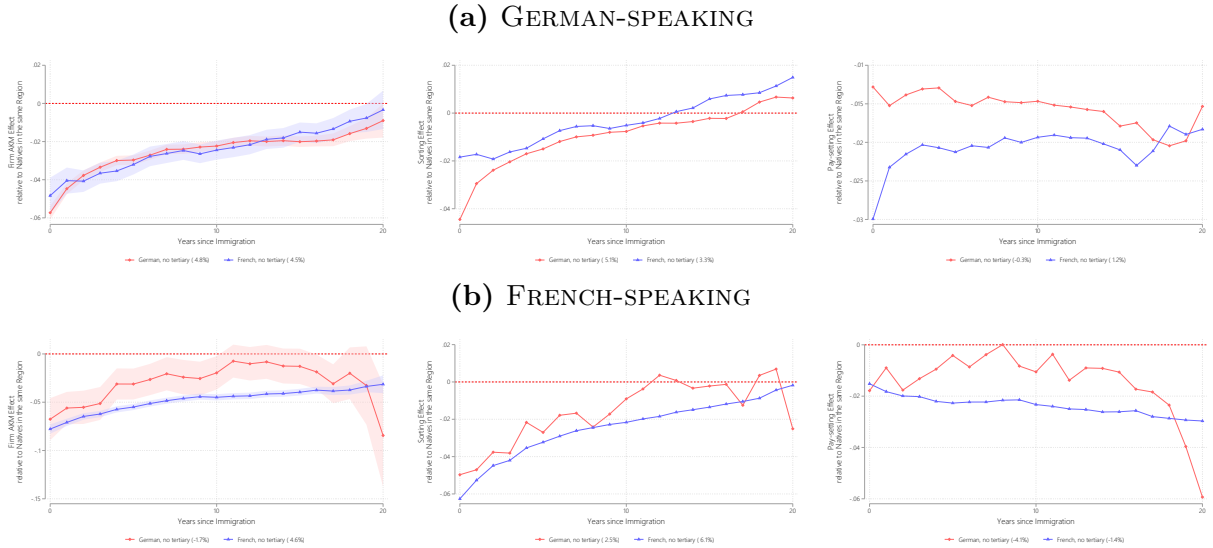 (a) GERMAN-SPEAKING
Firm AKM Effect
relative to Natives in the same Region
.02
0
-.02
-.04
-.06
0
10
20
Years since Immigration
German, no tertiary ( 4.8%)
French, no tertiary ( 4.5%)
Sorting Effect
relative to Natives in the same Region
.02
0
-.02
-.04
0
10
20
Years since Immigration
German, no tertiary ( 5.1%)
French, no tertiary ( 3.3%)
Pay-setting Effect
relative to Natives in the same Region
-.01
-.015
-.02
-.025
-.03
0
10
20
Years since Immigration
German, no tertiary (-0.3%)
French, no tertiary ( 1.2%)
(b) FRENCH-SPEAKING
Firm AKM Effect
relative to Natives in the same Region
0
-.05
-.1
-.15
0
10
20
Years since Immigration
German, no tertiary (-1.7%)
French, no tertiary ( 4.6%)
Sorting Effect
relative to Natives in the same Region
.02
0
-.02
-.04
-.06
0
10
20
Years since Immigration
German, no tertiary ( 2.5%)
French, no tertiary ( 6.1%)
Pay-setting Effect
relative to Natives in the same Region
0
-.02
-.04
-.06
0
10
20
Years since Immigration
German, no tertiary (-4.1%)
French, no tertiary (-1.4%)